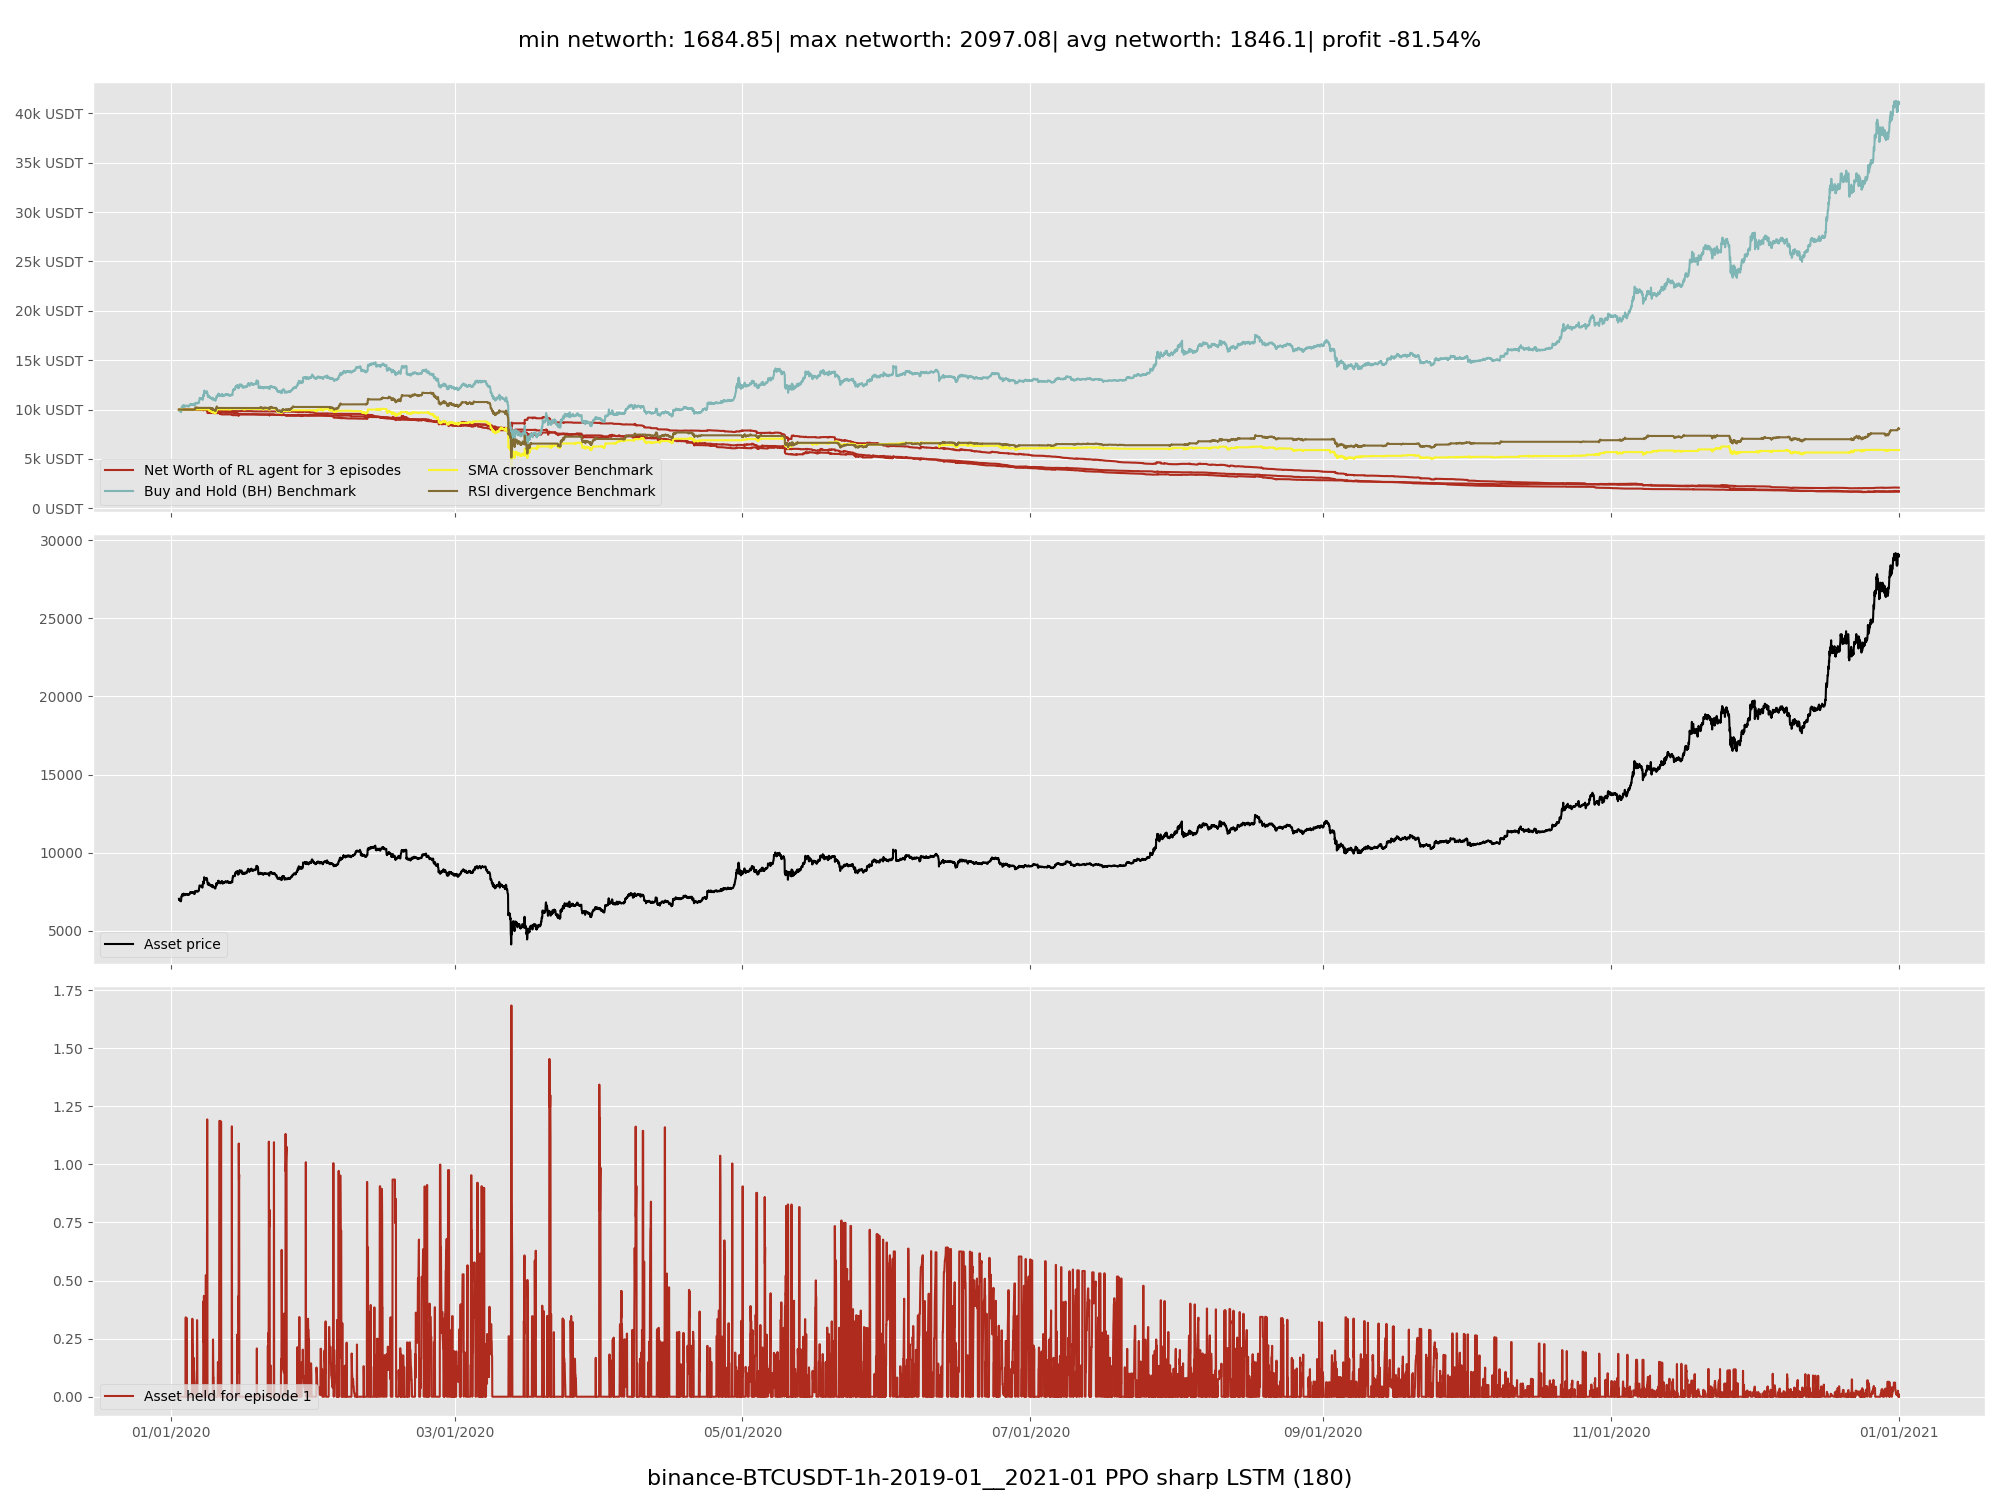 min networth: 1684.85| max networth: 2097.08| avg networth: 1846.1| profit -81.54%
40k USDT
35k USDT
30k USDT
25k USDT
20k USDT
15k USDT
10k USDT
5k USDT
0 USDT
Net Worth of RL agent for 3 episodes
Buy and Hold (BH) Benchmark
SMA crossover Benchmark
RSI divergence Benchmark
30000
25000
20000
15000
10000
5000
Asset price
1.75
1.50
1.25
1.00
0.75
0.50
0.25
0.00
Asset held for episode 1
01/01/2020 03/01/2020 05/01/2020 07/01/2020 09/01/2020 11/01/2020 01/01/2021
binance-BTCUSDT-1h-2019-01__2021-01 PPO sharp LSTM (180)